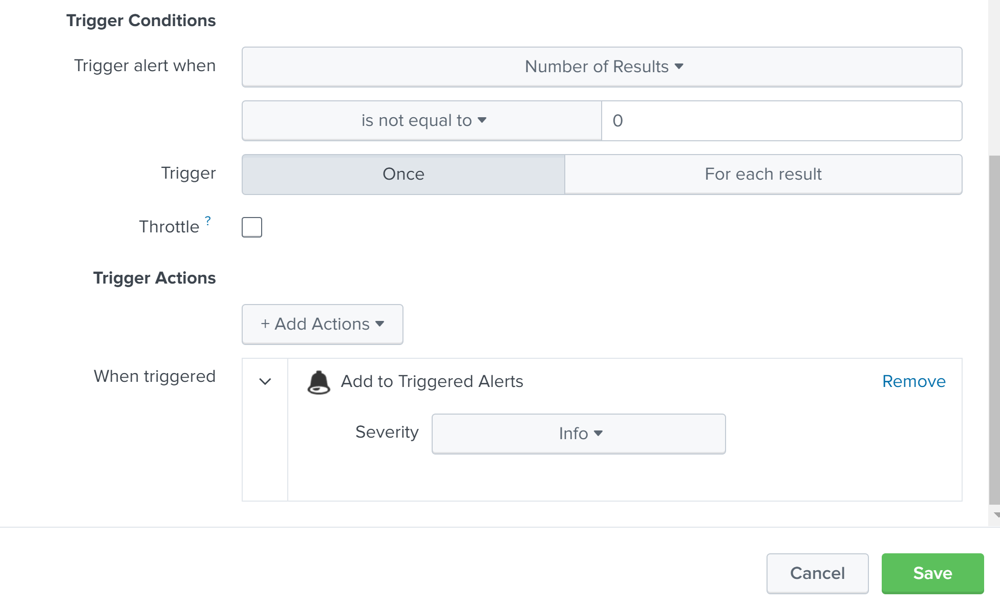 Trigger Conditions
Trigger alert when
Number of Results
is not equal to
0
Trigger
Once
For each result
Throttle ?
Trigger Actions
+ Add Actions
When triggered
Add to Triggered Alerts
Remove
Severity
Info
Cancel
Save